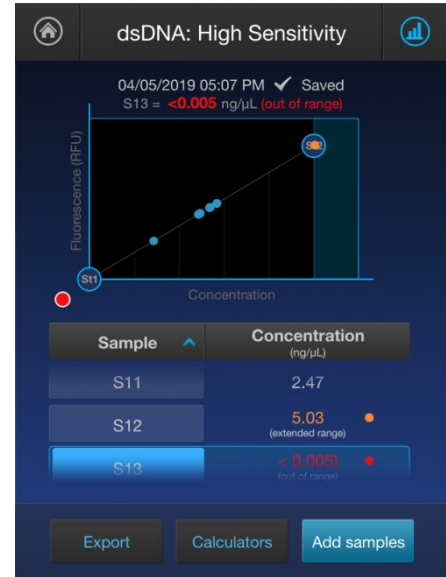 dsDNA: High Sensitivity
04/05/2019 05:07 PM ✓ Saved
S13 = <0.005 ng/µL (out of range)
Fluorescence (RFU)
St2
St1
Concentration
Sample Concentration
(ng/µL)
S11 2.47
S12 5.03
(extended range)
S13 < 0.005)
(out of range)
Export Calculators Add samples